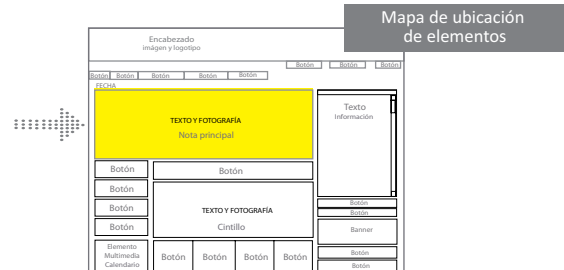 Mapa de ubicación
de elementos
Encabezado
imágen y logotipo
Botón Botón Botón
Botón Botón Botón Botón Botón
FECHA
TEXTO Y FOTOGRAFÍA
Nota principal
Texto
Información
Botón
Botón
Botón
Botón
Botón
TEXTO Y FOTOGRAFÍA
Cintillo
Botón
Botón
Banner
Elemento
Multimedia
Calendario
Botón Botón Botón Botón
Botón
Botón